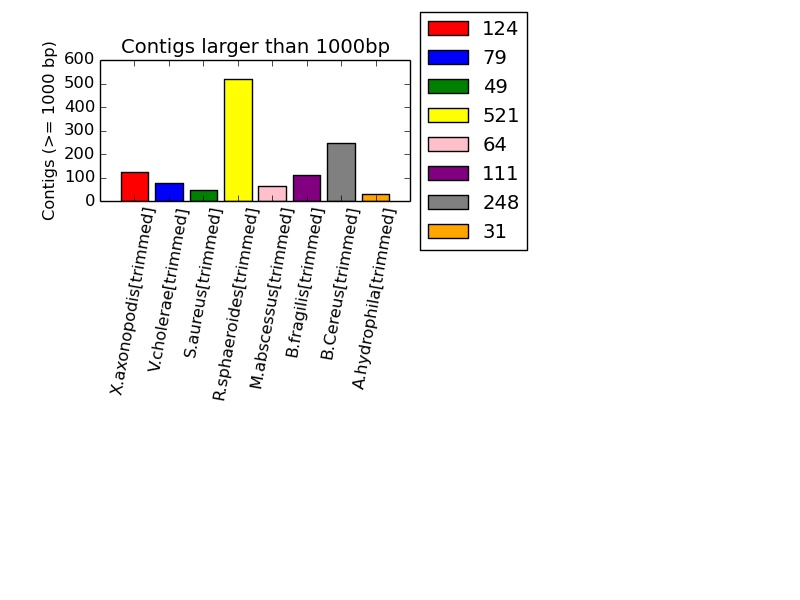 Contigs larger than 1000bp
Contigs (>= 1000 bp)
600
500
400
300
200
100
0
X.axonopodis[trimmed]
V.cholerae[trimmed]
S.aureus[trimmed]
R.sphaeroides[trimmed]
M.abscessus[trimmed]
B.fragilis[trimmed]
B.Cereus[trimmed]
A.hydrophila[trimmed]
124
79
49
521
64
111
248
31